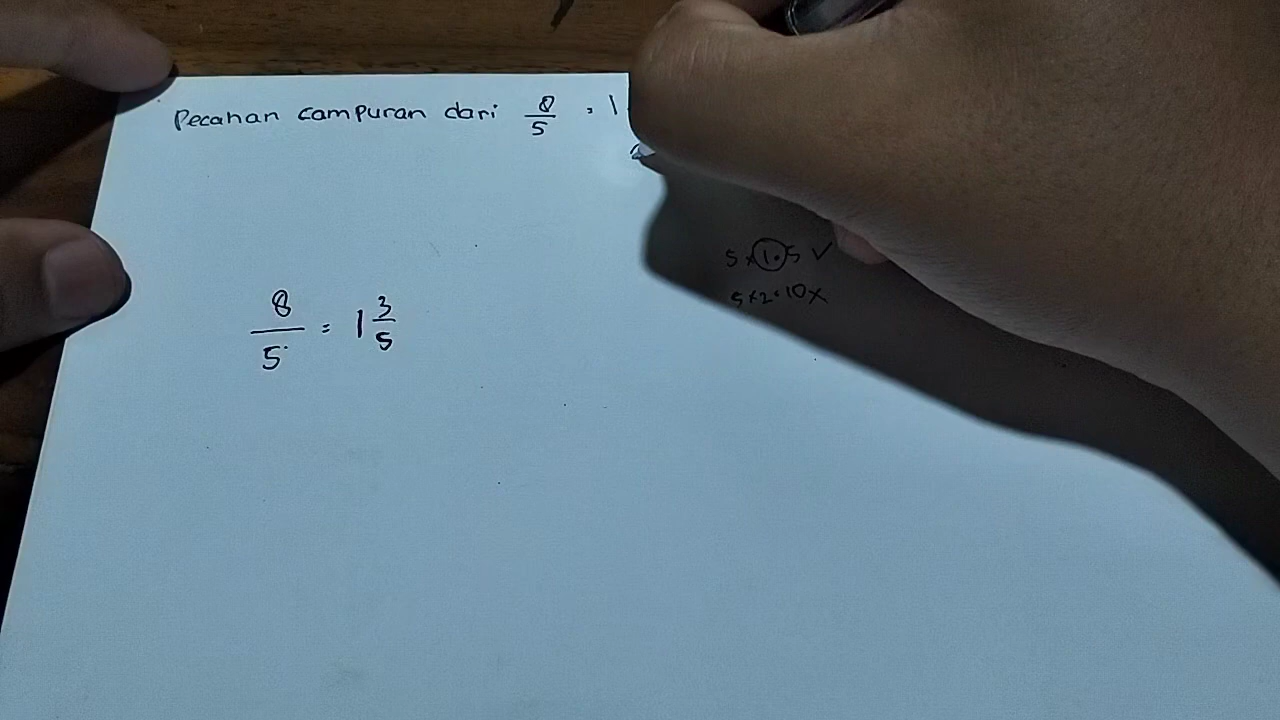 Pecahan campuran dari 8/5 = 1
5 x 1 = 5 ✓
5 x 2 = 10 x
8/5 = 1 3/5